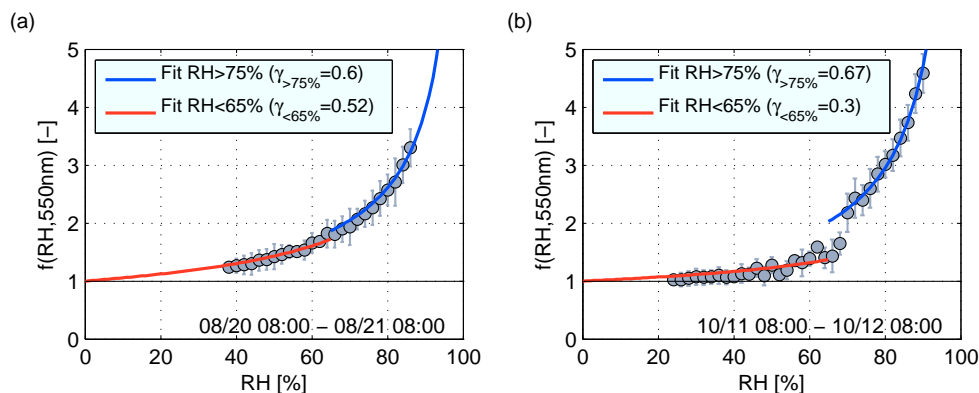 (a)
5
4
3
2
1
0
f(RH,550nm) [−]
Fit RH>75% (γ>75%=0.6)
Fit RH<65% (γ<65%=0.52)
08/20 08:00 − 08/21 08:00
0 20 40 60 80 100
RH [%]
(b)
5
4
3
2
1
0
f(RH,550nm) [−]
Fit RH>75% (γ>75%=0.67)
Fit RH<65% (γ<65%=0.3)
10/11 08:00 − 10/12 08:00
0 20 40 60 80 100
RH [%]